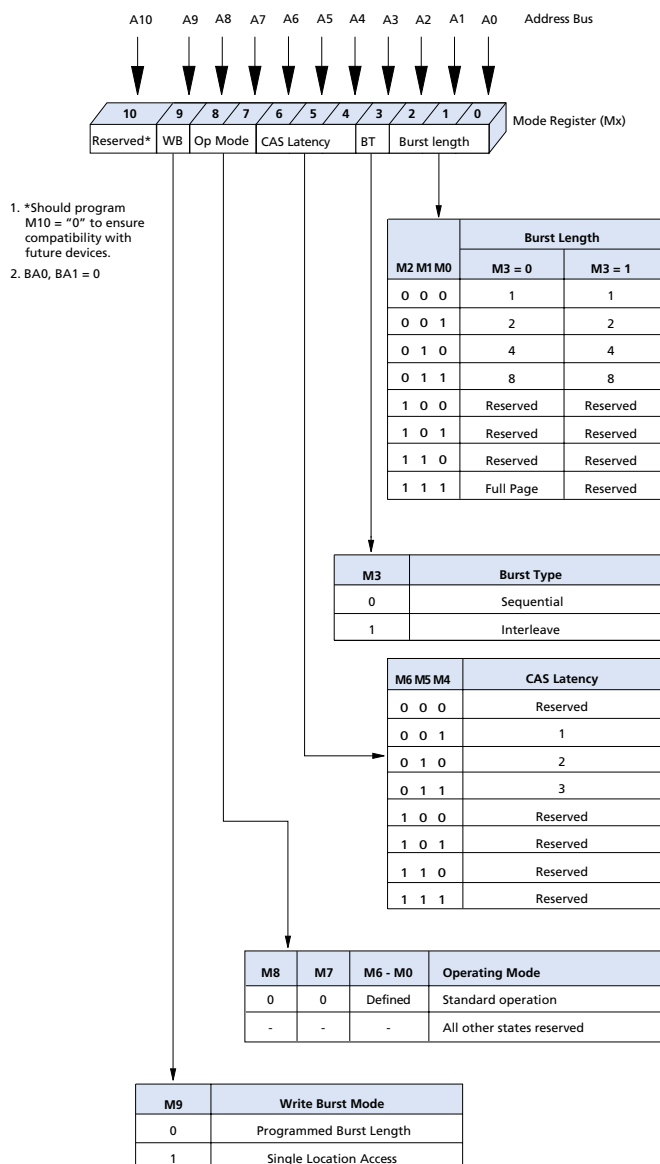 A10 A9 A8 A7 A6 A5 A4 A3 A2 A1 A0 Address Bus
10 9 8 7 6 5 4 3 2 1 0
Mode Register (Mx)
Reserved* WB Op Mode CAS Latency BT Burst length
1. *Should program
M10 = “0” to ensure
compatibility with
future devices.
2. BA0, BA1 = 0
Burst Length
M2 M1 M0 M3 = 0 M3 = 1
0 0 0 1 1
0 0 1 2 2
0 1 0 4 4
0 1 1 8 8
1 0 0 Reserved Reserved
1 0 1 Reserved Reserved
1 1 0 Reserved Reserved
1 1 1 Full Page Reserved
M3 Burst Type
0 Sequential
1 Interleave
M6 M5 M4 CAS Latency
0 0 0 Reserved
0 0 1 1
0 1 0 2
0 1 1 3
1 0 0 Reserved
1 0 1 Reserved
1 1 0 Reserved
1 1 1 Reserved
M8 M7 M6 - M0 Operating Mode
0 0 Defined Standard operation
- - - All other states reserved
M9 Write Burst Mode
0 Programmed Burst Length
1 Single Location Access